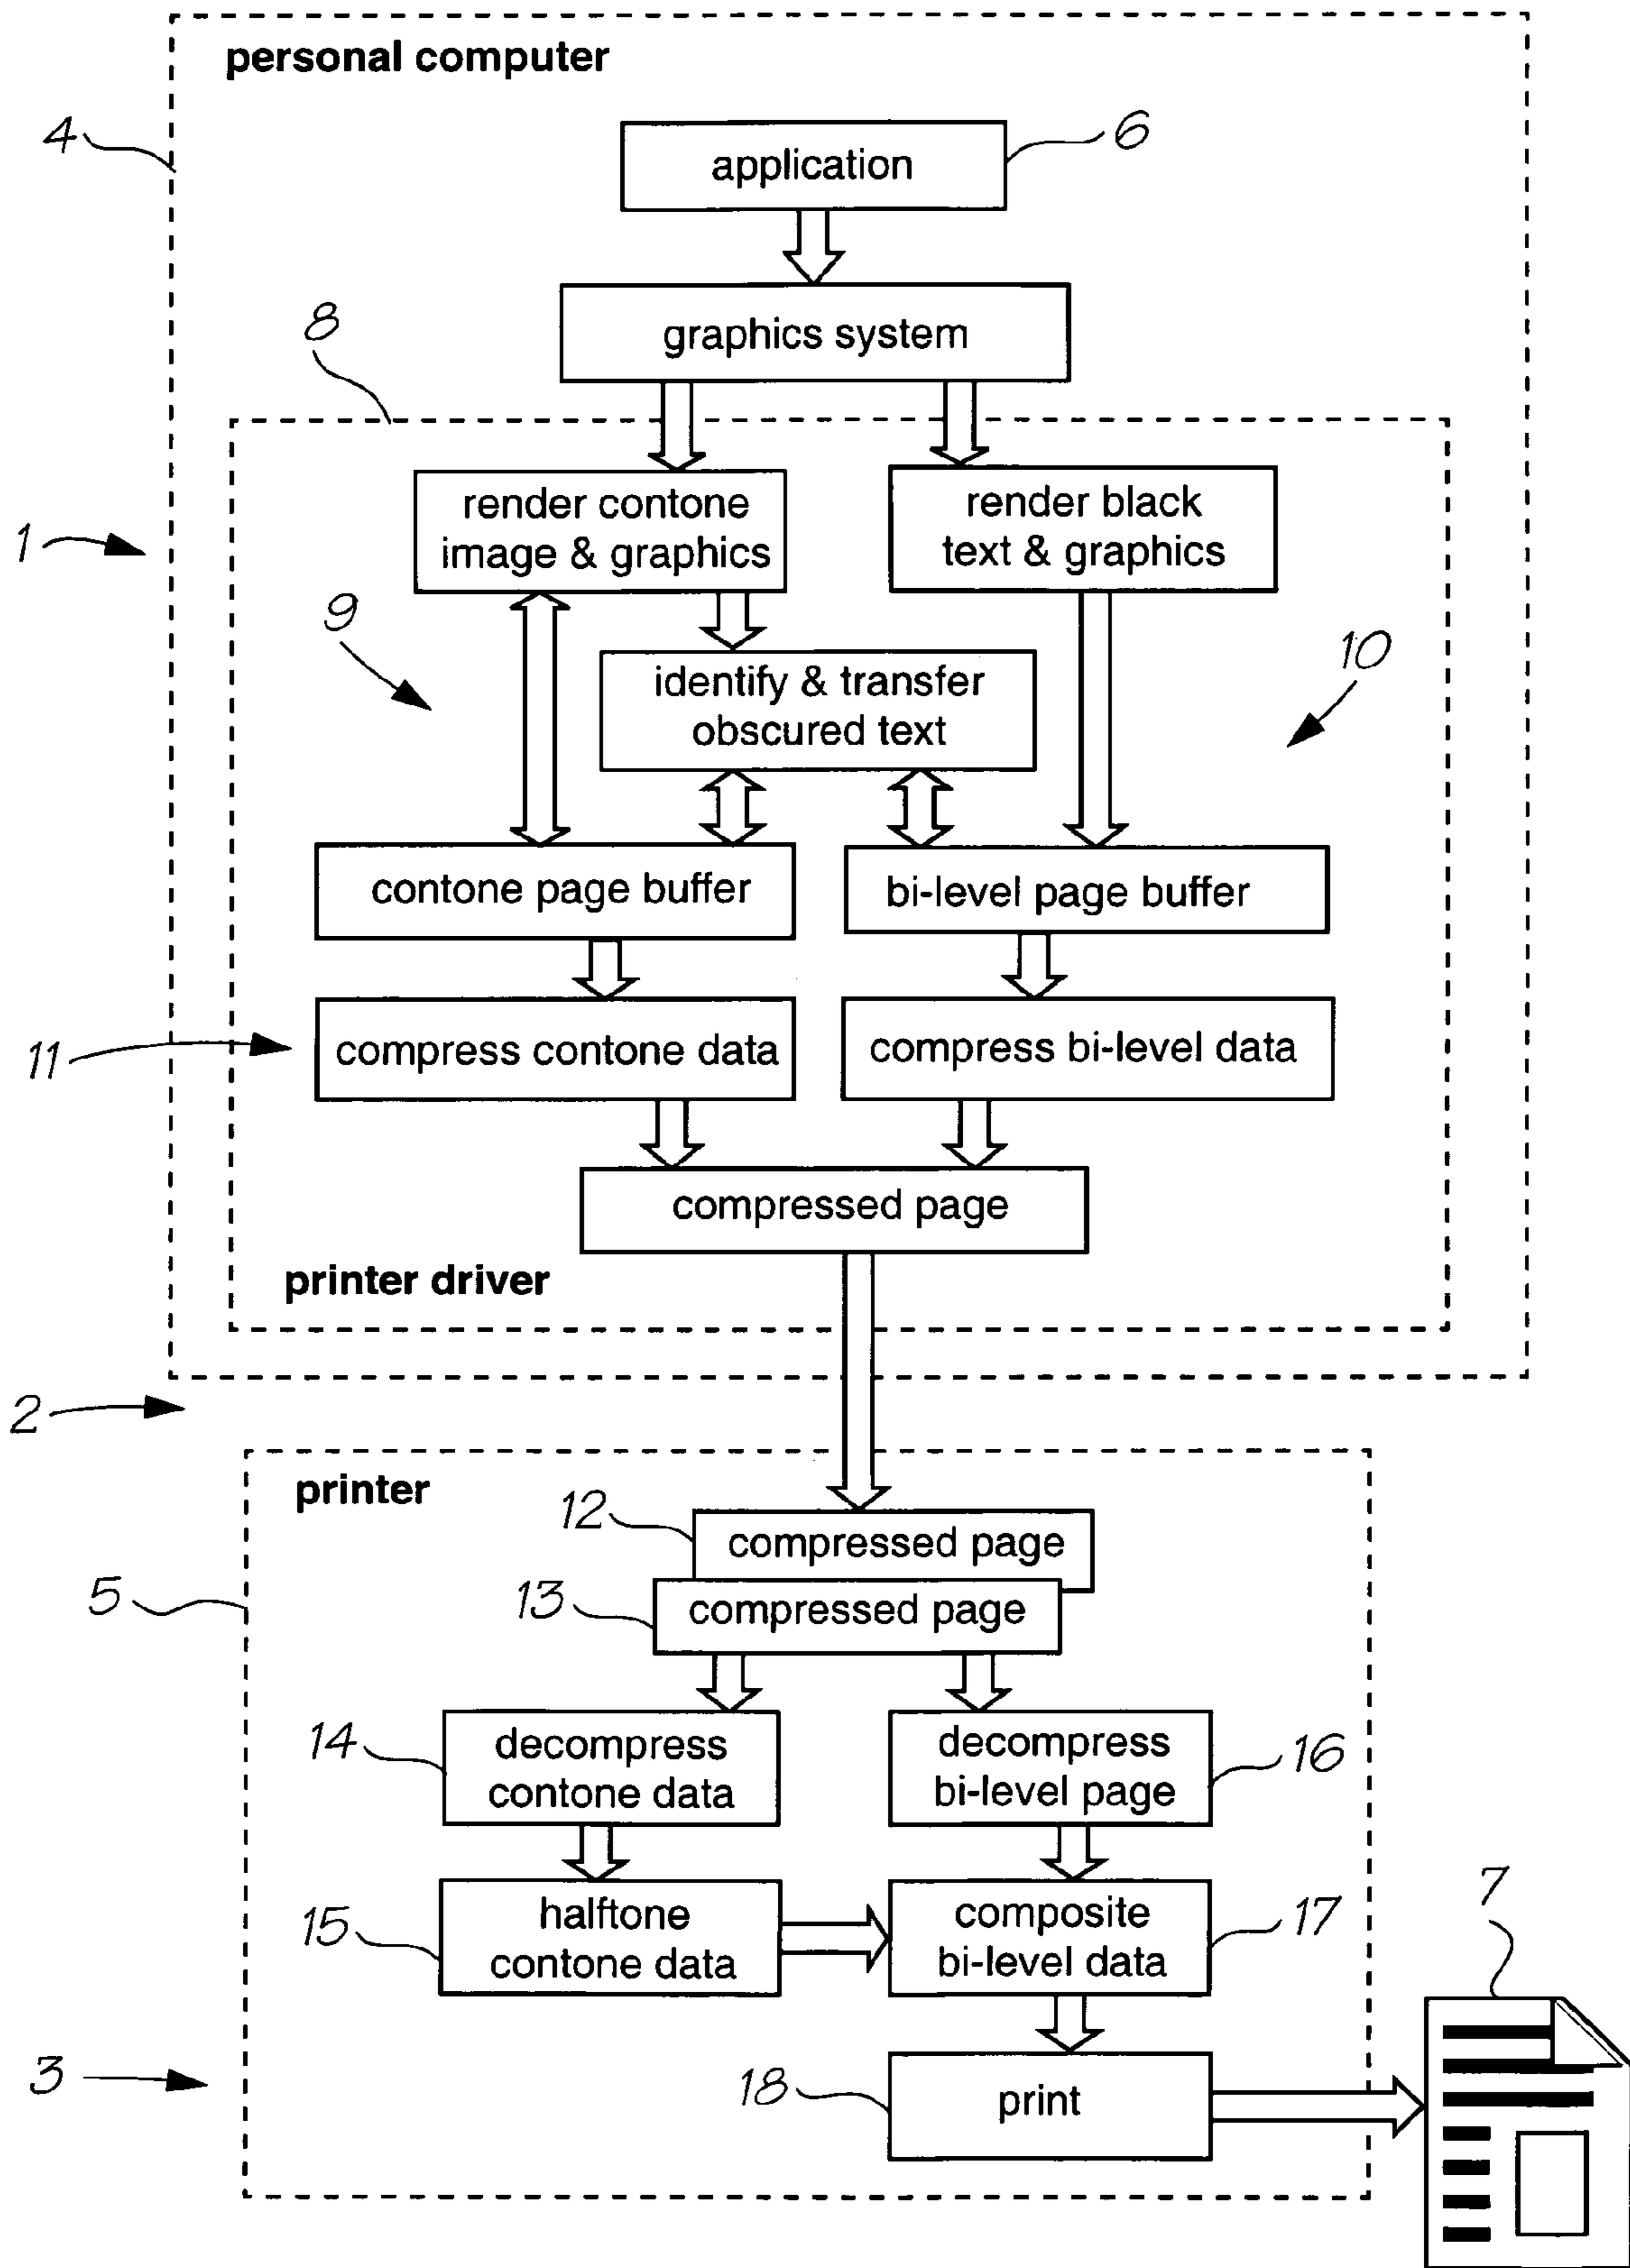 personal computer
4
application
6
graphics system
8
render contone
image & graphics
render black
text & graphics
1
9
identify & transfer
obscured text
10
contone page buffer
bi-level page buffer
11
compress contone data
compress bi-level data
compressed page
printer driver
2
printer
12
compressed page
5
13
compressed page
14
decompress
contone data
decompress
bi-level page
16
15
halftone
contone data
composite
bi-level data
17
7
3
18
print